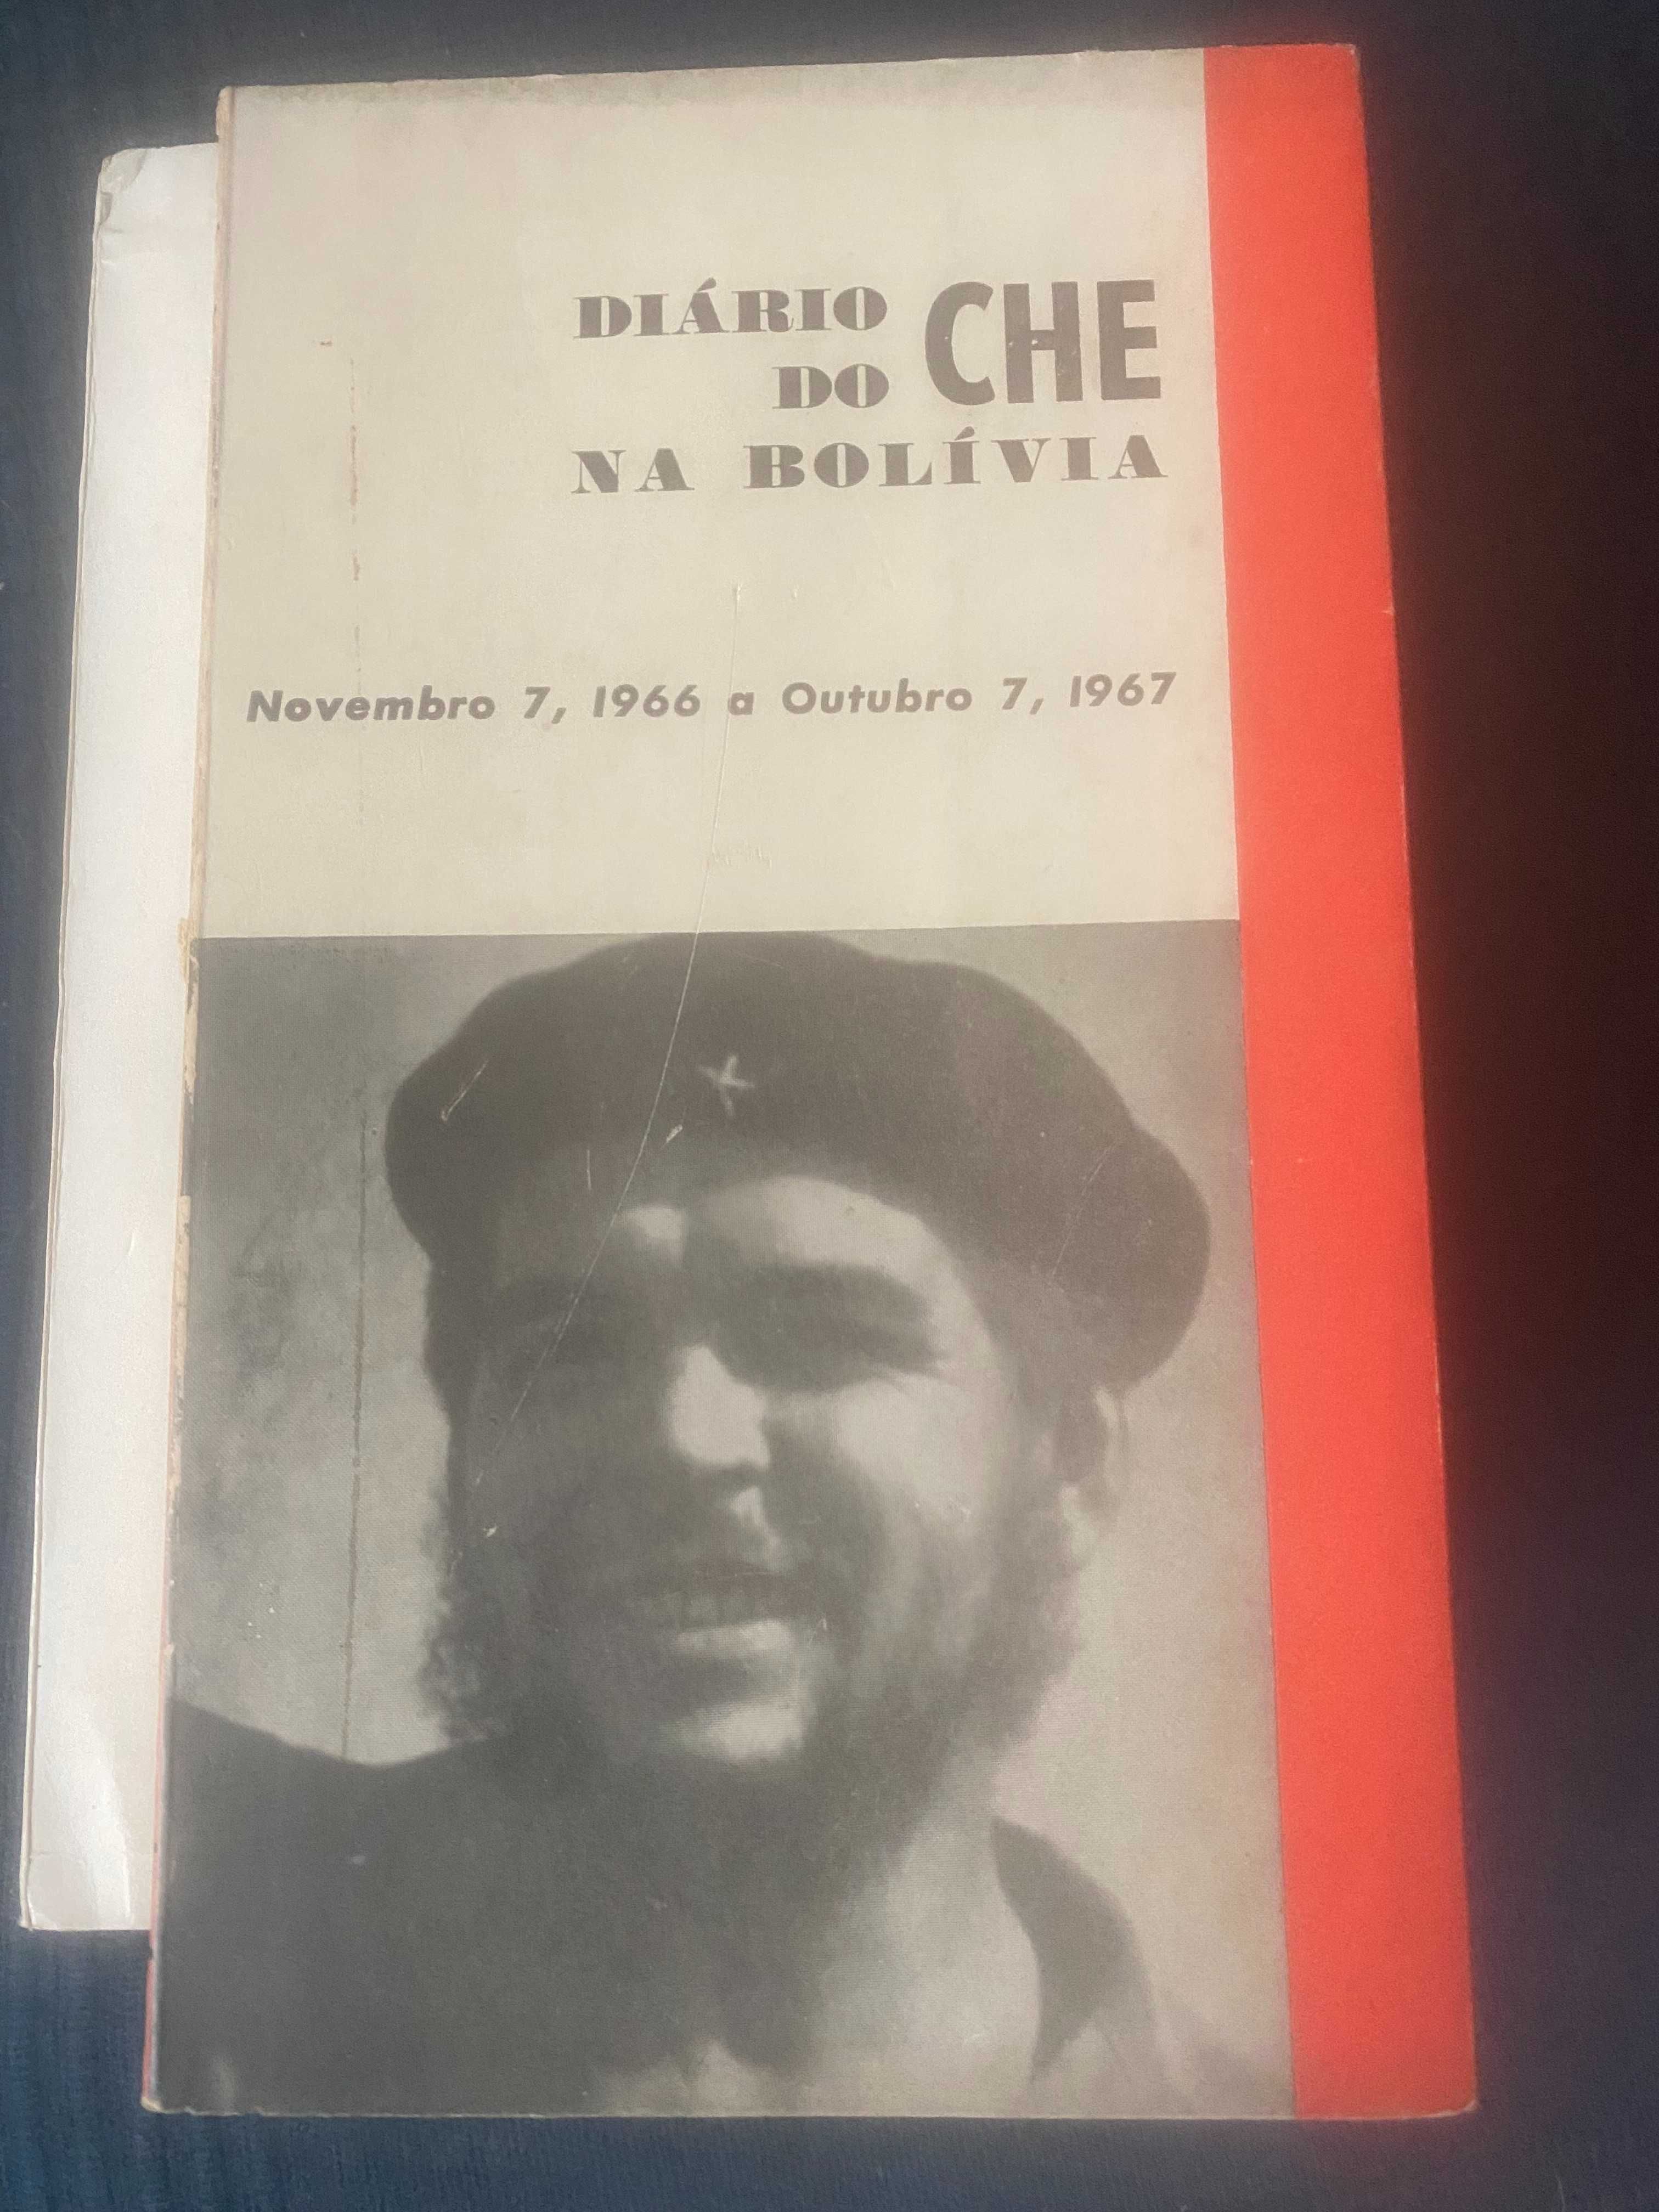 DIÁRIO
DO CHE
NA BOLÍVIA
Novembro 7, 1966 a Outubro 7, 1967